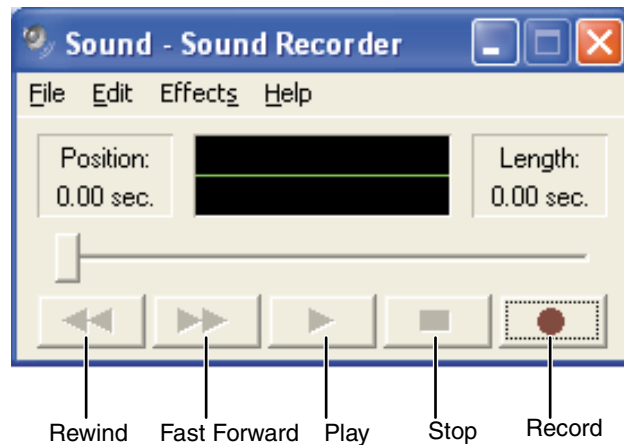 Sound - Sound Recorder
File Edit Effects Help
Position:
0.00 sec.
Length:
0.00 sec.
Rewind Fast Forward Play Stop Record